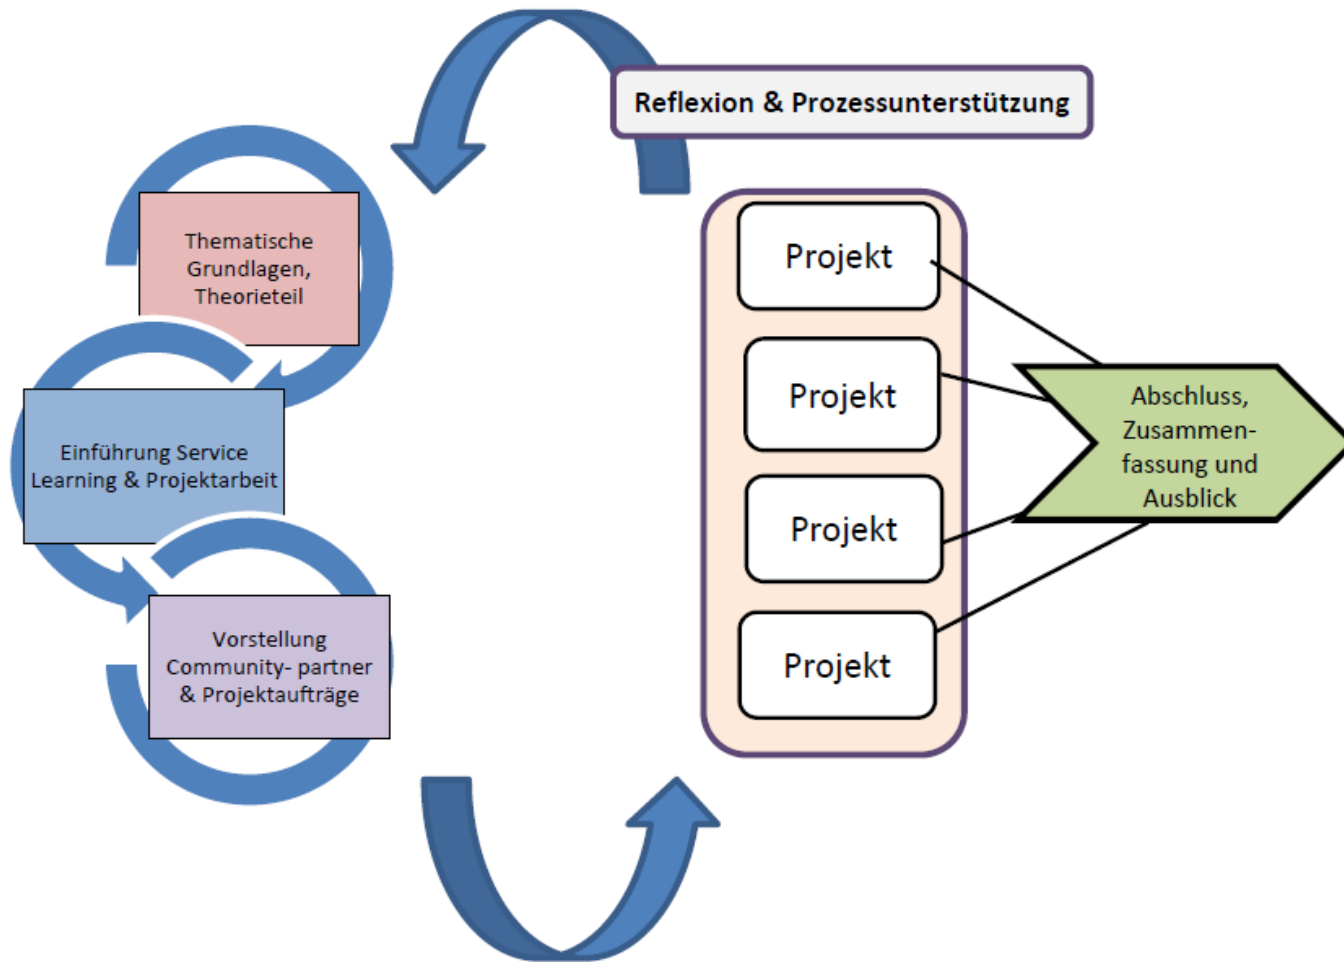 Reflexion & Prozessunterstützung
Thematische
Grundlagen,
Theorieteil
Einführung Service
Learning & Projektarbeit
Vorstellung
Community- partner
& Projektaufträge
Projekt
Projekt
Projekt
Projekt
Abschluss,
Zusammen-
fassung und
Ausblick